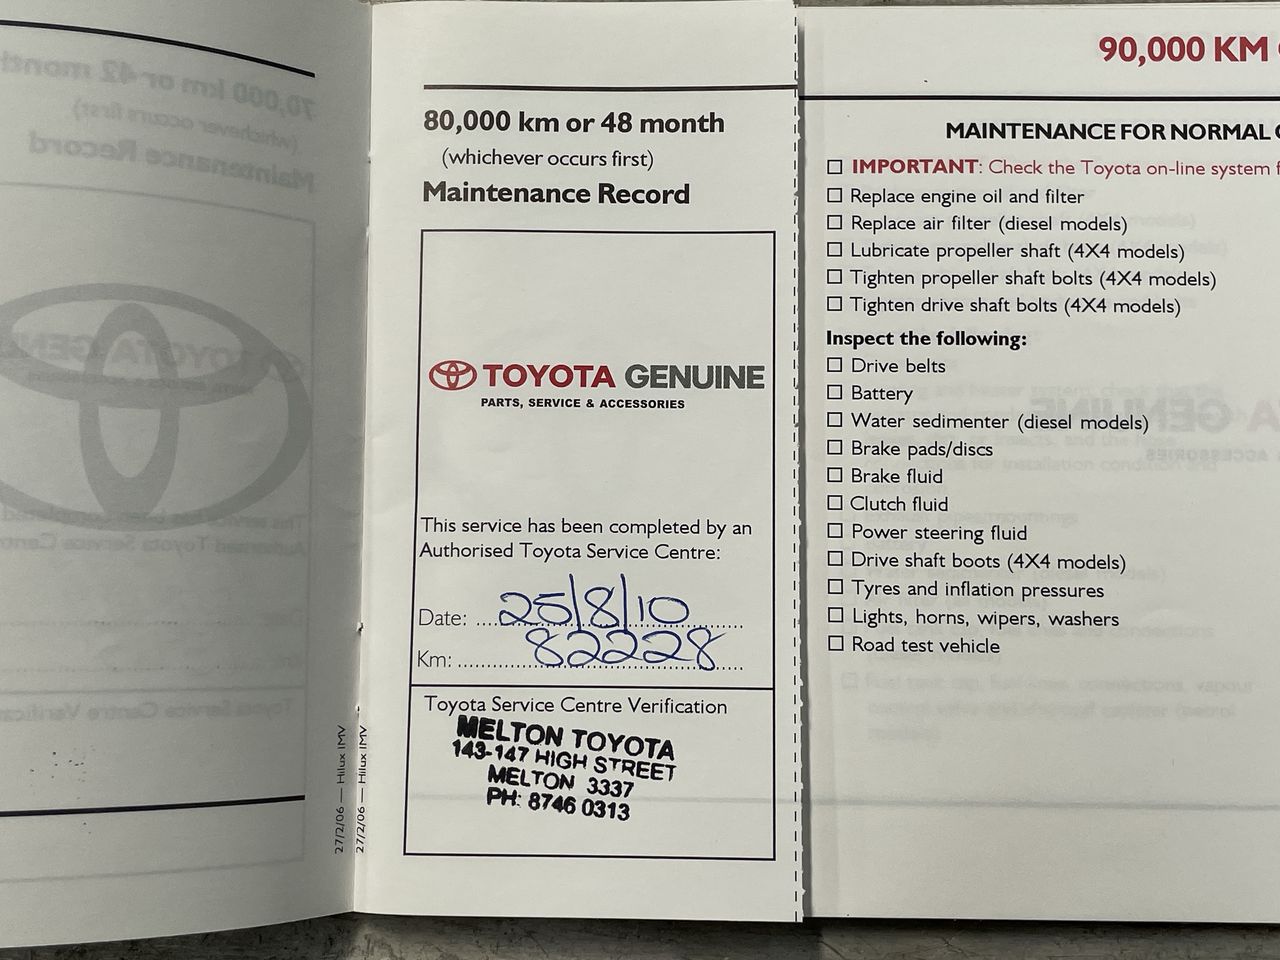 80,000 km or 48 month
(whichever occurs first)
Maintenance Record
TOYOTA GENUINE
PARTS, SERVICE & ACCESSORIES
This service has been completed by an
Authorised Toyota Service Centre:
Date: 25/8/10
Km: 82228
Toyota Service Centre Verification
MELTON TOYOTA
143-147 HIGH STREET
MELTON 3337
PH: 8746 0313
27/2/06 — Hilux IMV
27/2/06 — Hilux IMV
90,000 KM
MAINTENANCE FOR NORMAL
☐ IMPORTANT: Check the Toyota on-line system
☐ Replace engine oil and filter
☐ Replace air filter (diesel models)
☐ Lubricate propeller shaft (4X4 models)
☐ Tighten propeller shaft bolts (4X4 models)
☐ Tighten drive shaft bolts (4X4 models)
Inspect the following:
☐ Drive belts
☐ Battery
☐ Water sedimenter (diesel models)
☐ Brake pads/discs
☐ Brake fluid
☐ Clutch fluid
☐ Power steering fluid
☐ Drive shaft boots (4X4 models)
☐ Tyres and inflation pressures
☐ Lights, horns, wipers, washers
☐ Road test vehicle